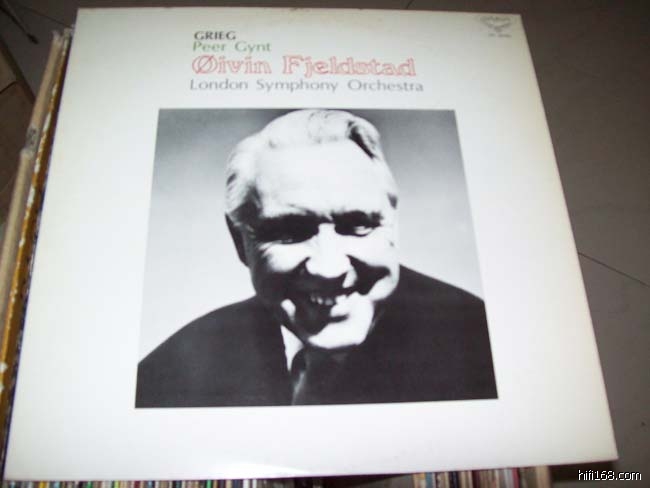 GRIEG
Peer Gynt
Øivin Fjeldstad
London Symphony Orchestra
hifi168.com